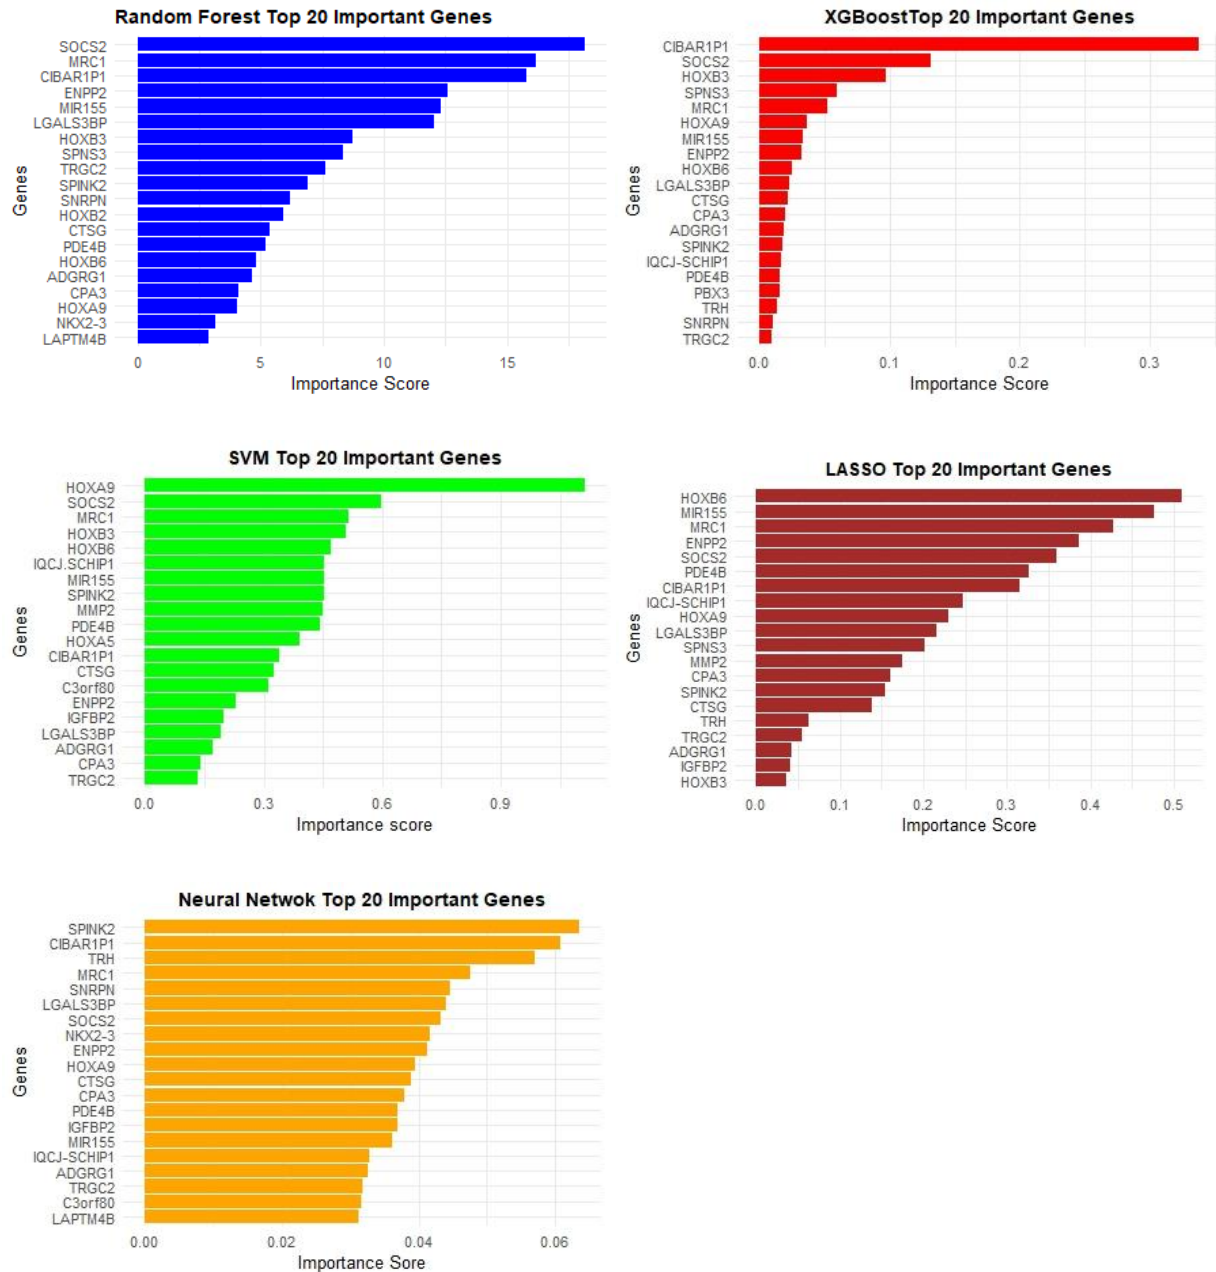 Random Forest Top 20 Important Genes
Genes
SOCS2
MRC1
CIBAR1P1
ENPP2
MIR155
LGALS3BP
HOXB3
SPNS3
TRGC2
SPINK2
SNRPN
HOXB2
CTSG
PDE4B
HOXB6
ADGRG1
CPA3
HOXA9
NKX2-3
LAPTM4B
0 5 10 15
Importance Score
XGBoostTop 20 Important Genes
Genes
CIBAR1P1
SOCS2
HOXB3
SPNS3
MRC1
HOXA9
MIR155
ENPP2
HOXB6
LGALS3BP
CTSG
CPA3
ADGRG1
SPINK2
IQCJ-SCHIP1
PDE4B
PBX3
TRH
SNRPN
TRGC2
0.0 0.1 0.2 0.3
Importance Score
SVM Top 20 Important Genes
Genes
HOXA9
SOCS2
MRC1
HOXB3
HOXB6
IQCJ.SCHIP1
MIR155
SPINK2
MMP2
PDE4B
HOXA5
CIBAR1P1
CTSG
C3orf80
ENPP2
IGFBP2
LGALS3BP
ADGRG1
CPA3
TRGC2
0.0 0.3 0.6 0.9
Importance score
LASSO Top 20 Important Genes
Genes
HOXB6
MIR155
MRC1
ENPP2
SOCS2
PDE4B
CIBAR1P1
IQCJ-SCHIP1
HOXA9
LGALS3BP
SPNS3
MMP2
CPA3
SPINK2
CTSG
TRH
TRGC2
ADGRG1
IGFBP2
HOXB3
0.0 0.1 0.2 0.3 0.4 0.5
Importance Score
Neural Netwok Top 20 Important Genes
Genes
SPINK2
CIBAR1P1
TRH
MRC1
SNRPN
LGALS3BP
SOCS2
NKX2-3
ENPP2
HOXA9
CTSG
CPA3
PDE4B
IGFBP2
MIR155
IQCJ-SCHIP1
ADGRG1
TRGC2
C3orf80
LAPTM4B
0.00 0.02 0.04 0.06
Importance Sore